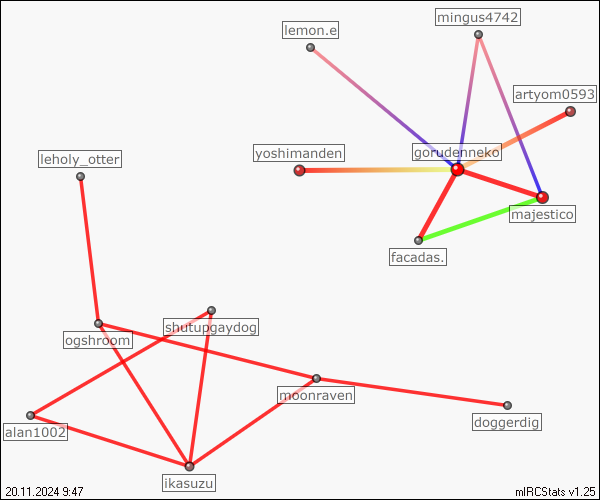 mingus4742
lemon.e
artyom0593
yoshimanden
gorudenneko
leholy_otter
majestico
facadas.
shutupgaydog
ogshroom
moonraven
doggerdig
alan1002
ikasuzu
20.11.2024 9:47
mIRCStats v1.25